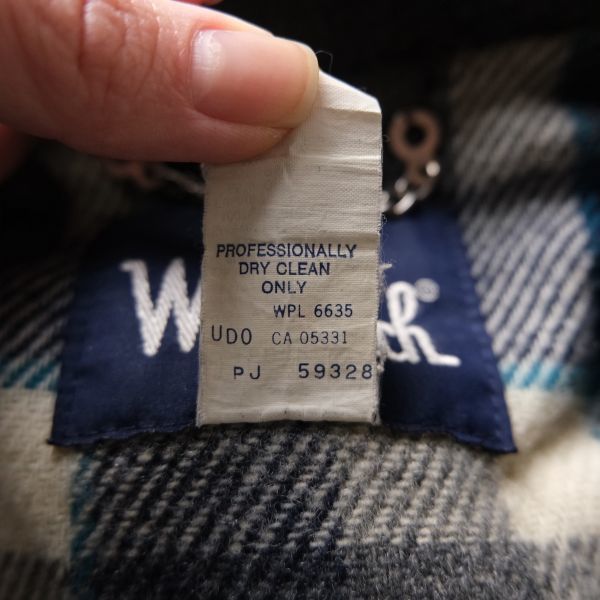 PROFESSIONALLY
DRY CLEAN
ONLY
WPL 6635
UDO CA 05331
PJ 59328